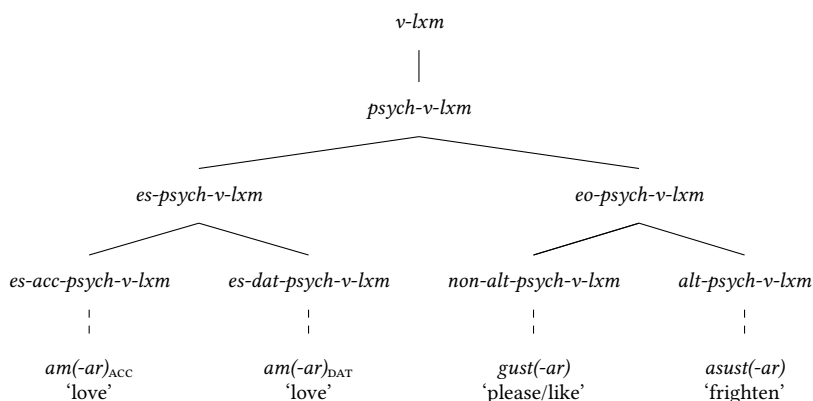 v-lxm
psych-v-lxm
es-psych-v-lxm eo-psych-v-lxm
es-acc-psych-v-lxm es-dat-psych-v-lxm non-alt-psych-v-lxm alt-psych-v-lxm
am(-ar)ACC am(-ar)DAT gust(-ar) asust(-ar)
‘love’ ‘love’ ‘please/like’ ‘frighten’